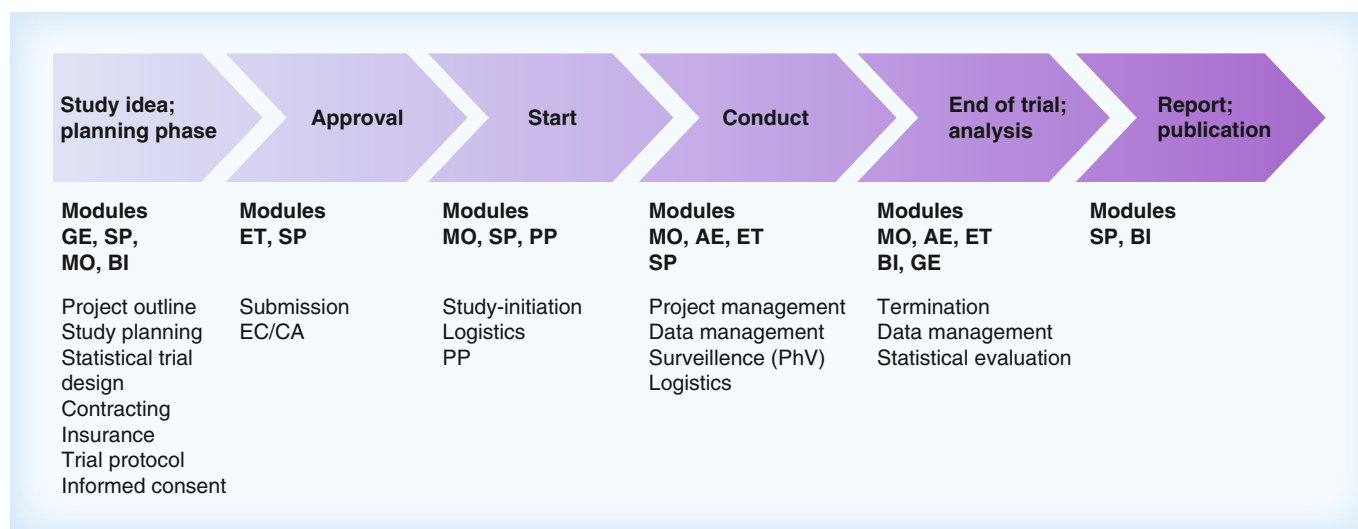 Study idea;
planning phase
Approval
Start
Conduct
End of trial;
analysis
Report;
publication
Modules
GE, SP,
MO, BI
Project outline
Study planning
Statistical trial
design
Contracting
Insurance
Trial protocol
Informed consent
Modules
ET, SP
Submission
EC/CA
Modules
MO, SP, PP
Study-initiation
Logistics
PP
Modules
MO, AE, ET
SP
Project management
Data management
Surveillence (PhV)
Logistics
Modules
MO, AE, ET
BI, GE
Termination
Data management
Statistical evaluation
Modules
SP, BI